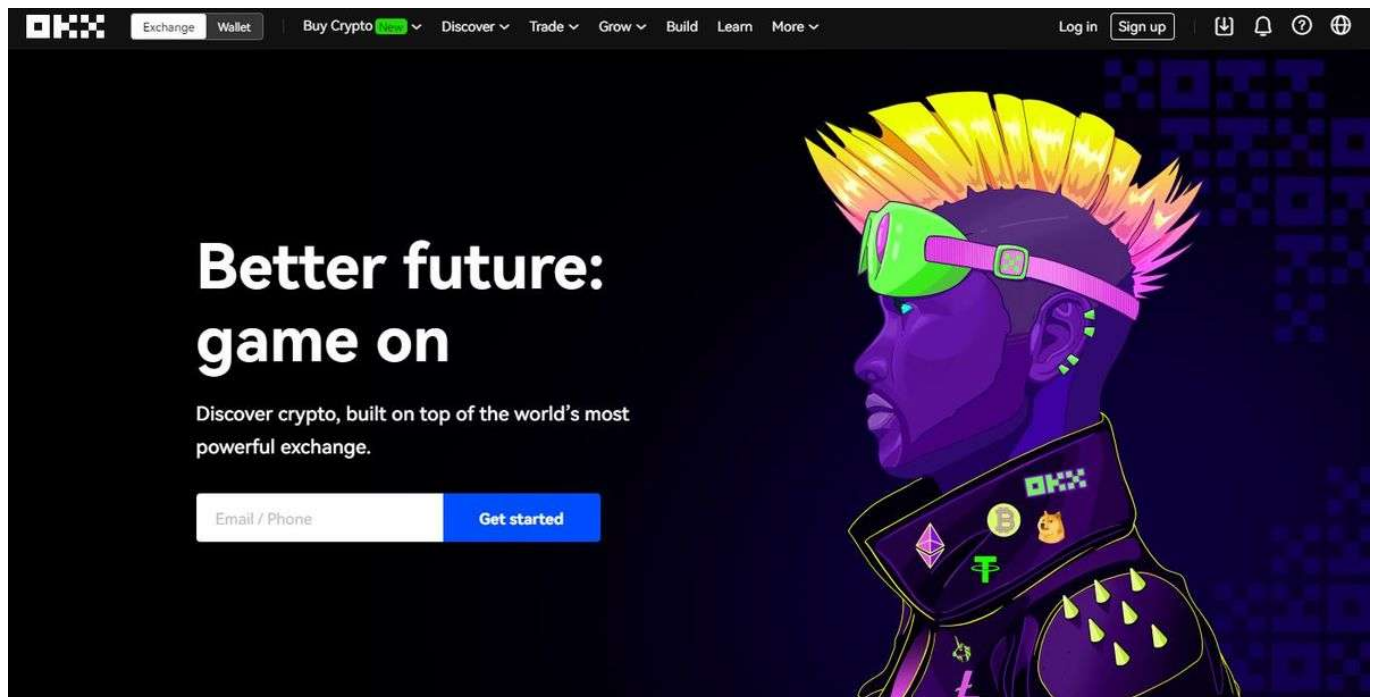 OKX
Exchange Wallet Buy Crypto New Discover Trade Grow Build Learn More Log in Sign up
Better future:
game on
Discover crypto, built on top of the world's most
powerful exchange.
Email / Phone Get started
OKX